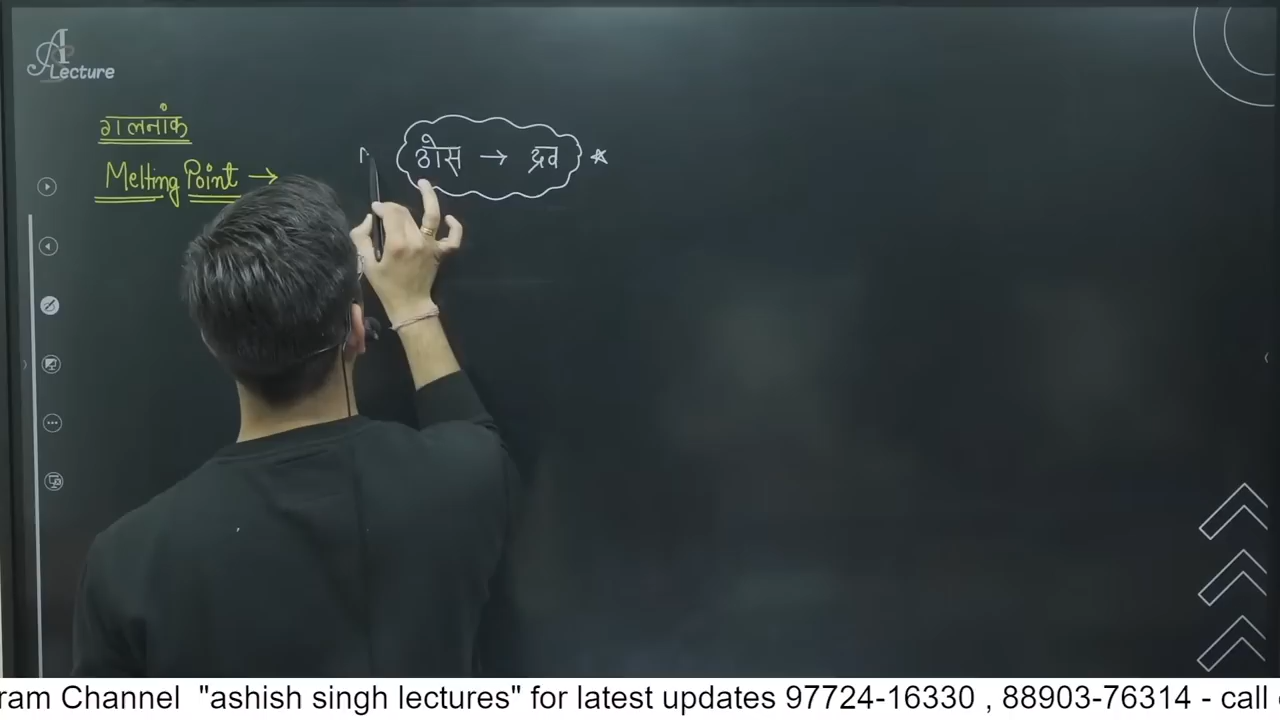 A Lecture
गलनांक
Melting Point → ठोस → द्रव
ram Channel "ashish singh lectures" for latest updates 97724-16330 , 88903-76314 - call